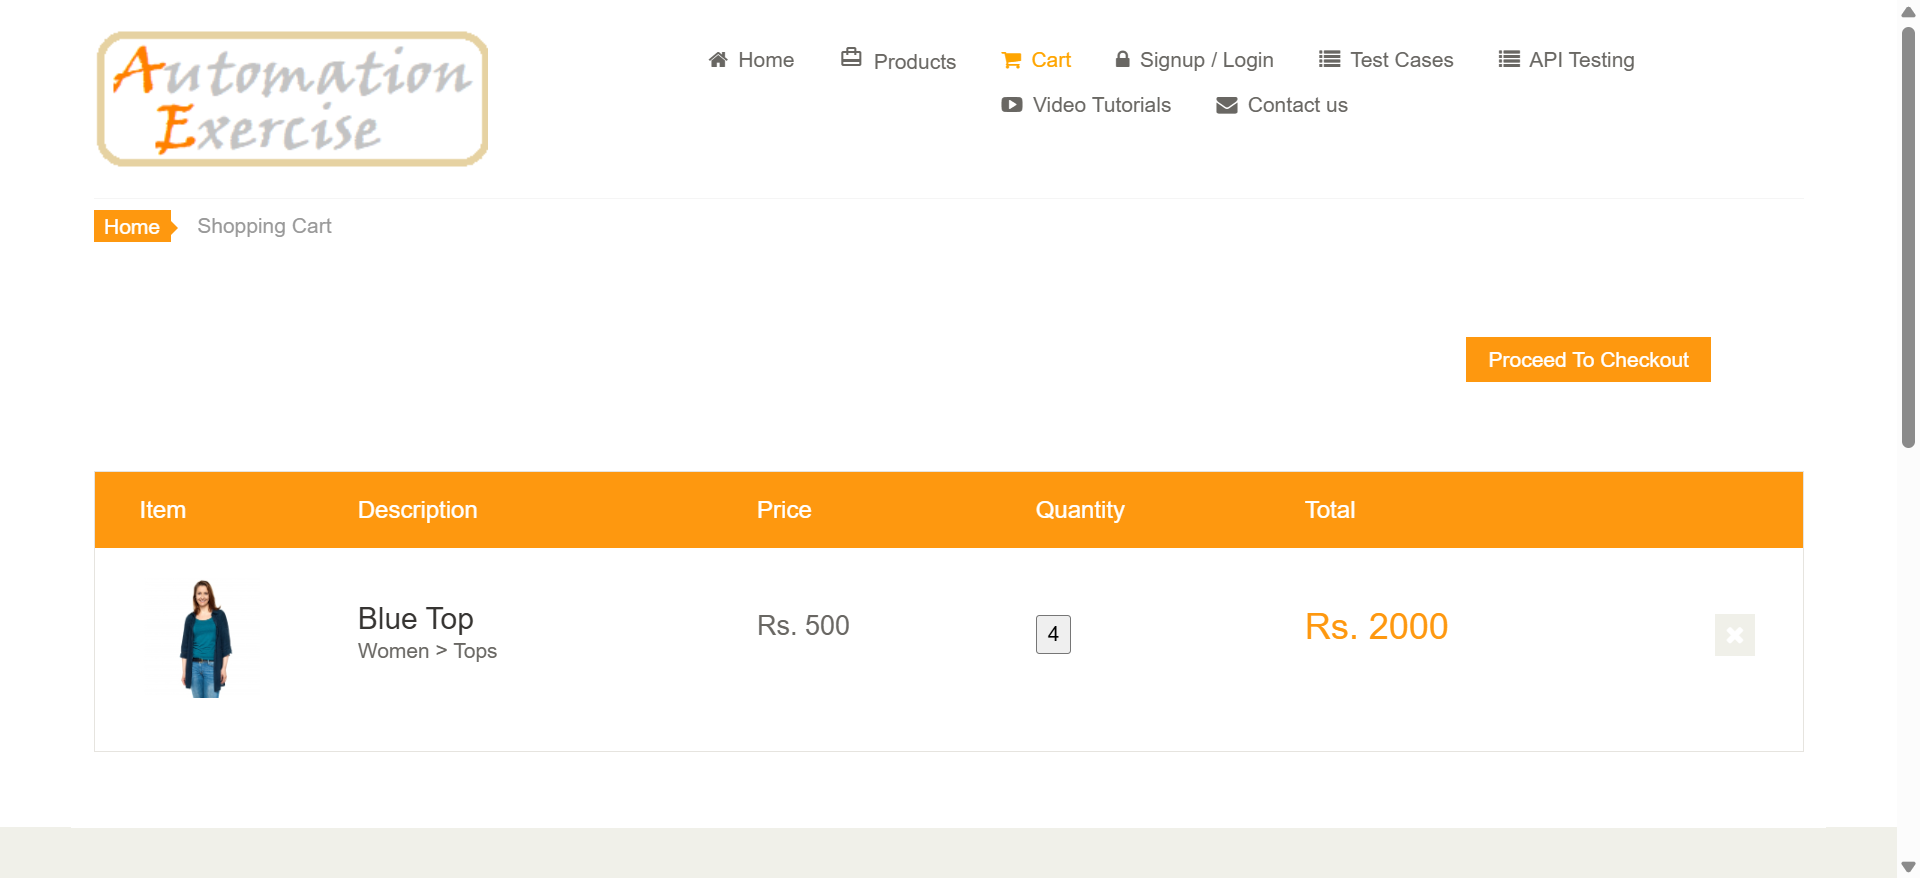 Automation
Exercise
Home Products Cart Signup / Login Test Cases API Testing
Video Tutorials Contact us
Home Shopping Cart
Proceed To Checkout
Item Description Price Quantity Total
Blue Top
Women > Tops
Rs. 500
4
Rs. 2000